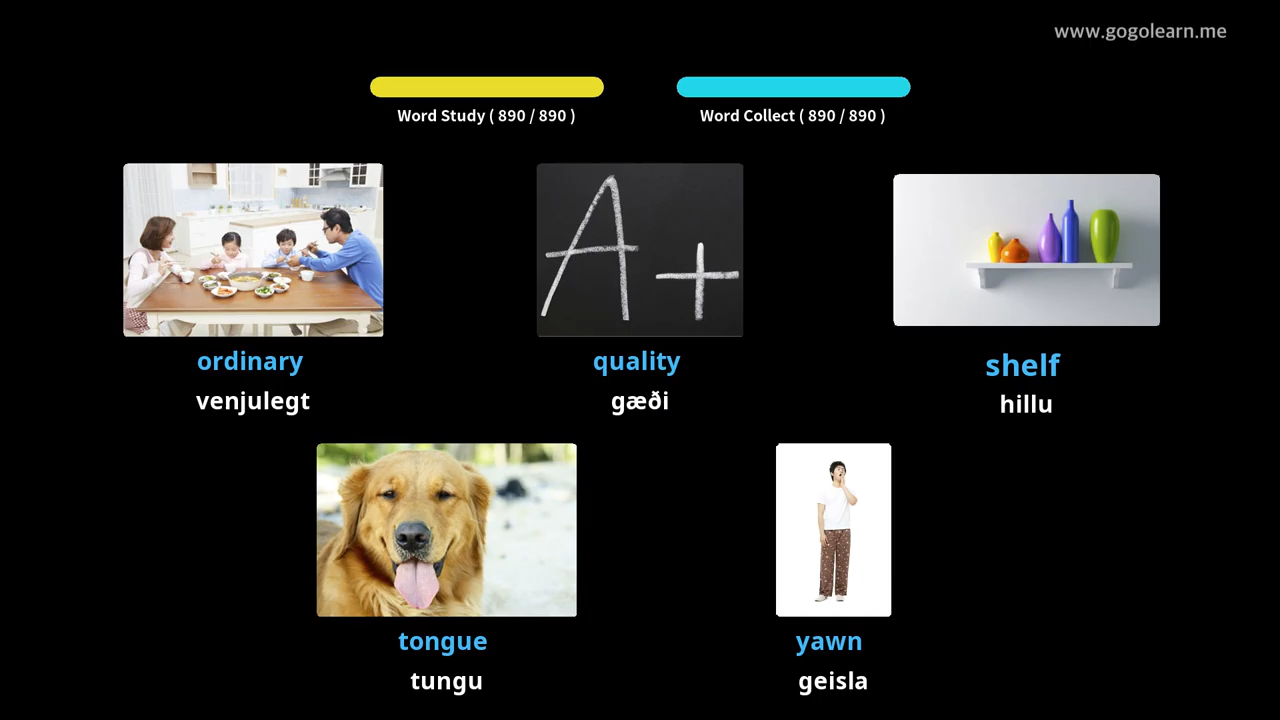 www.gogolearn.me
Word Study ( 890 / 890 )
Word Collect ( 890 / 890 )
A+
ordinary
venjulegt
quality
gæði
shelf
hillu
tongue
tungu
yawn
geisla